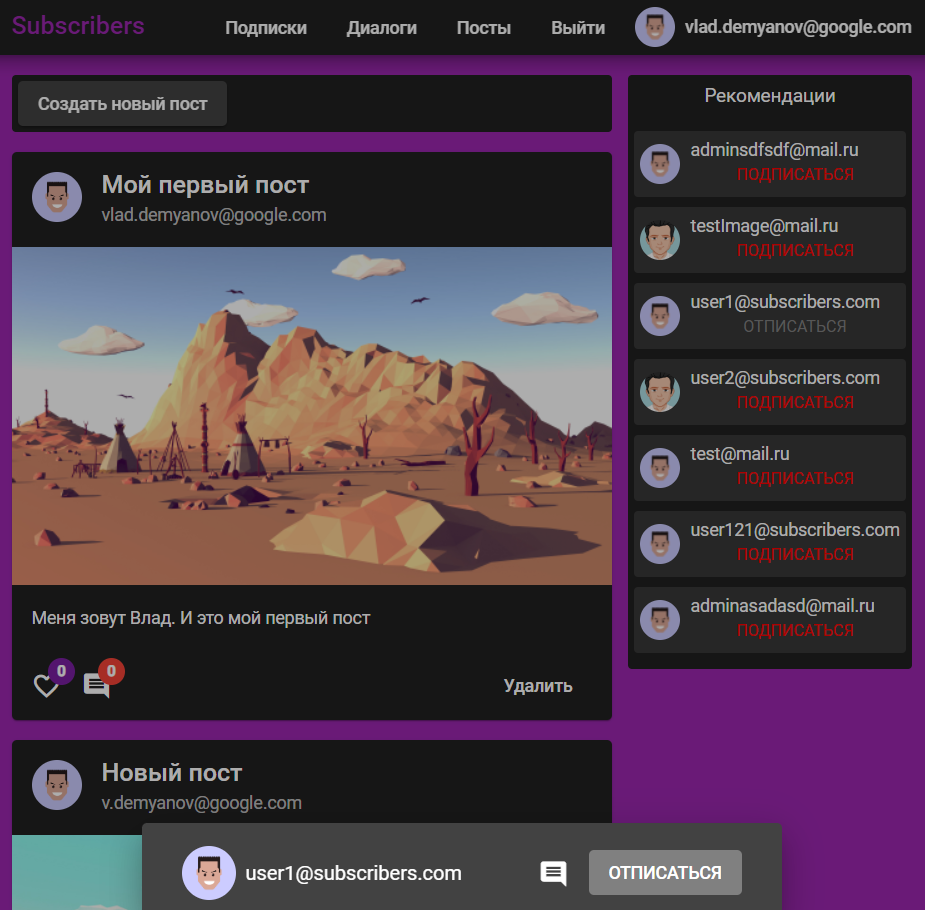 Subscribers
Подписки
Диалоги
Посты
Выйти
vlad.demyanov@google.com
Создать новый пост
Мой первый пост
vlad.demyanov@google.com
Меня зовут Влад. И это мой первый пост
0
0
Удалить
Новый пост
v.demyanov@google.com
Рекомендации
adminsdfsdf@mail.ru
ПОДПИСАТЬСЯ
testImage@mail.ru
ПОДПИСАТЬСЯ
user1@subscribers.com
ОТПИСАТЬСЯ
user2@subscribers.com
ПОДПИСАТЬСЯ
test@mail.ru
ПОДПИСАТЬСЯ
user121@subscribers.com
ПОДПИСАТЬСЯ
adminasadasd@mail.ru
ПОДПИСАТЬСЯ
user1@subscribers.com
ОТПИСАТЬСЯ